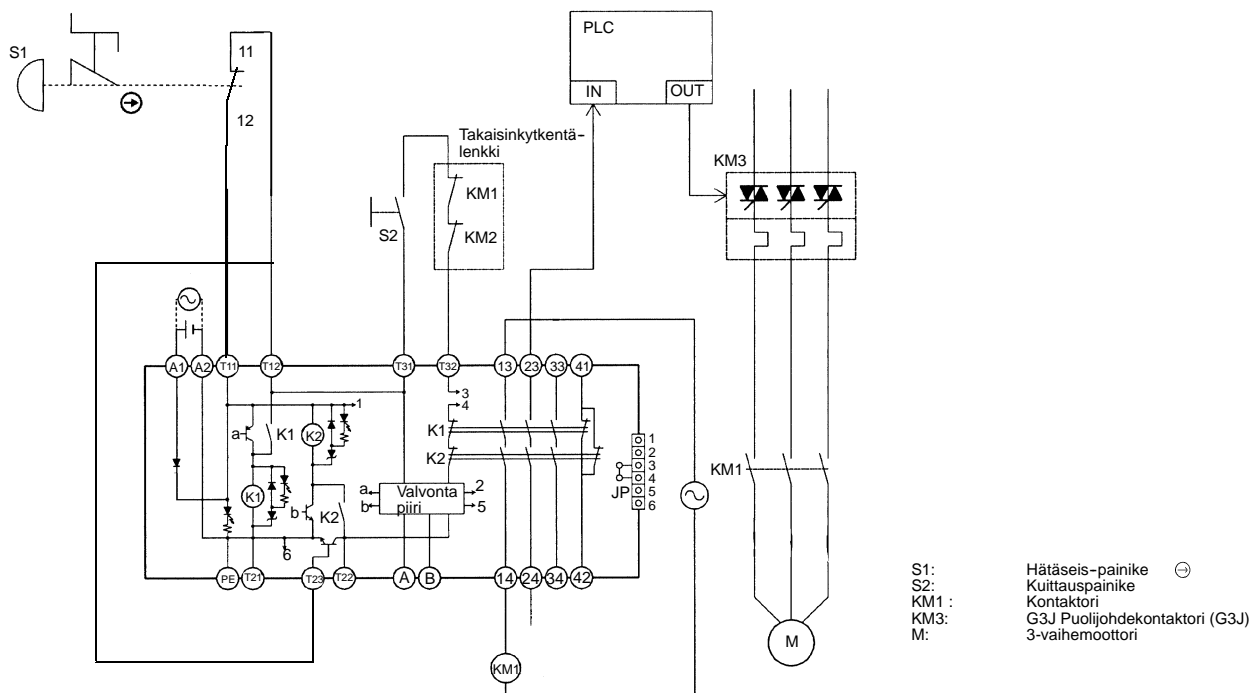 S1
11
12
PLC
IN
OUT
Takaisinkytkentä-
lenkki
KM1
KM2
S2
KM3
A1
A2
T11
T12
T31
T32
13
23
33
41
1
3
4
a
K1
K2
K1
K2
1
2
3
4
5
6
JP
KM1
K1
b
K2
a
b
Valvonta
piiri
2
5
6
PE
T21
T23
T22
A
B
14
24
34
42
KM1
M
S1: Hätäseis-painike
S2: Kuittauspainike
KM1 : Kontaktori
KM3: G3J Puolijohdekontaktori (G3J)
M: 3-vaihemoottori